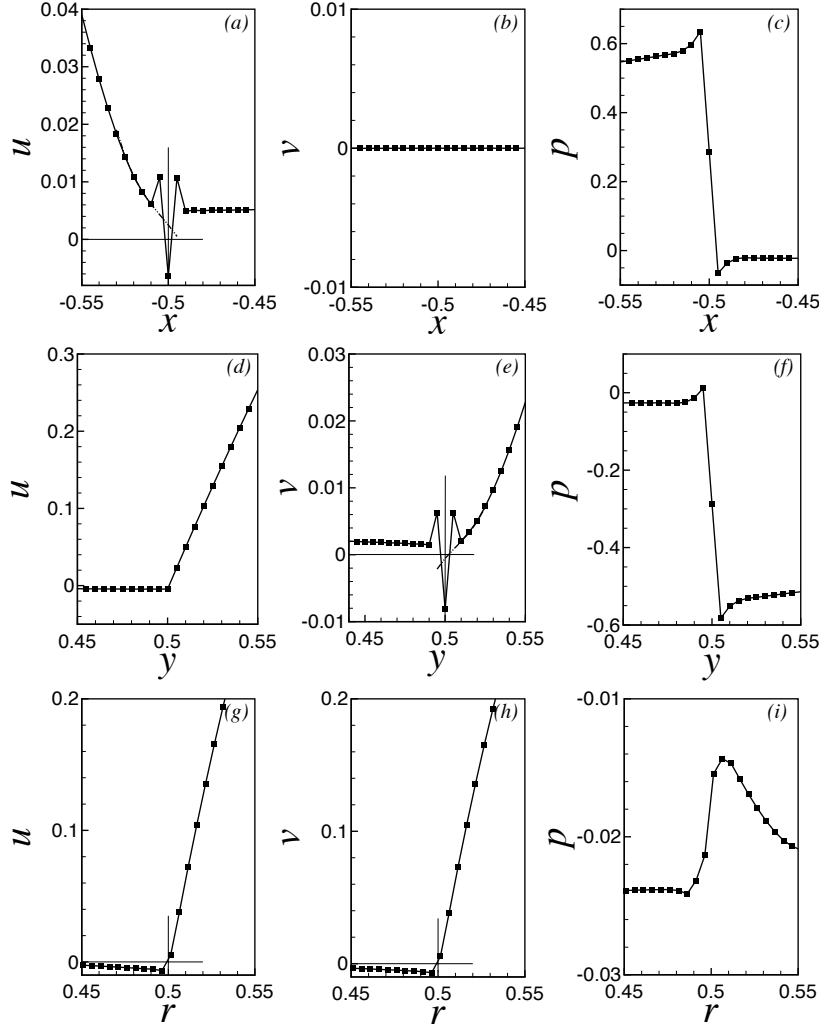 0.04 (a) 0.01 (b) (c)
0.03 0.6
0.02 0.4
u v 0 p
0.01 0.2
0 0
-0.01
-0.55 -0.5 -0.45 -0.55 -0.5 -0.45 -0.55 -0.5 -0.45
x x x
0.3 (d) 0.03 (e) (f)
0
0.2 0.02
-0.2
u 0.1 v 0.01 p
-0.4
0 0
-0.01 -0.6
0.45 0.5 0.55 0.45 0.5 0.55 0.45 0.5 0.55
y y y
0.2 (g) 0.2 (h) -0.01 (i)
u 0.1 v 0.1 p -0.02
0 0 -0.03
0.45 0.5 0.55 0.45 0.5 0.55 0.45 0.5 0.55
r r r